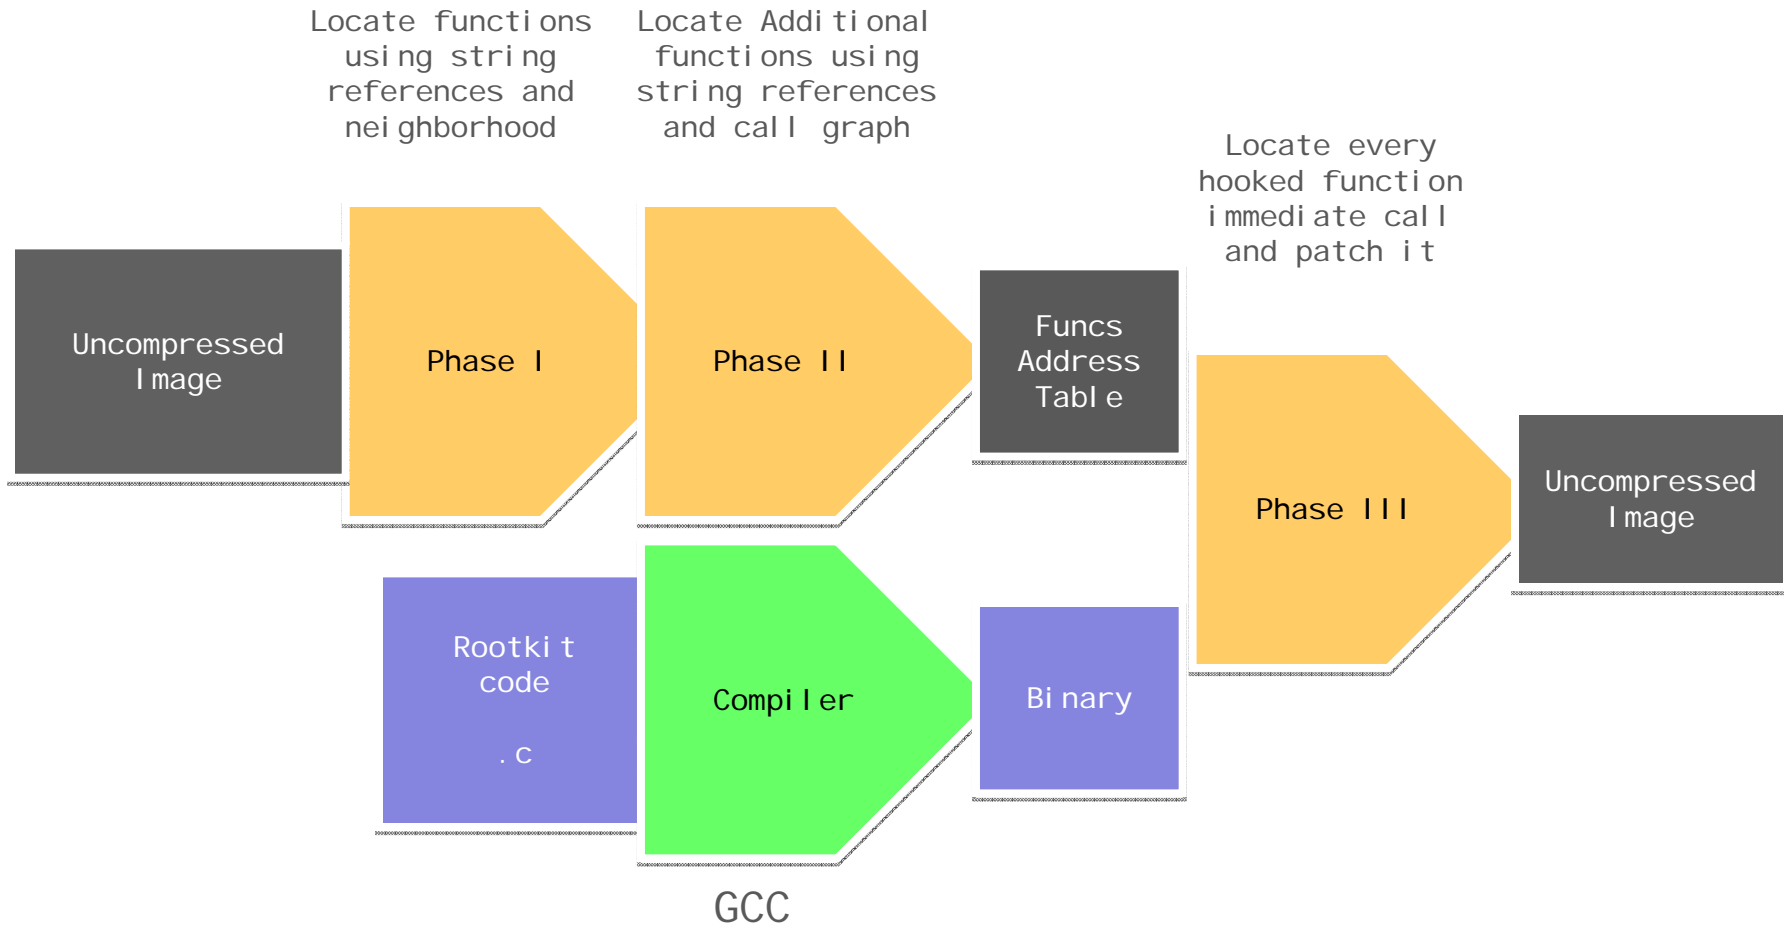 Locate functions
using string
references and
neighborhood
Locate Additional
functions using
string references
and call graph
Locate every
hooked function
immediate call
and patch it
Uncompressed
Image
Phase I
Phase II
Funcs
Address
Table
Phase III
Uncompressed
Image
Rootkit
code
.c
Compiler
Binary
GCC